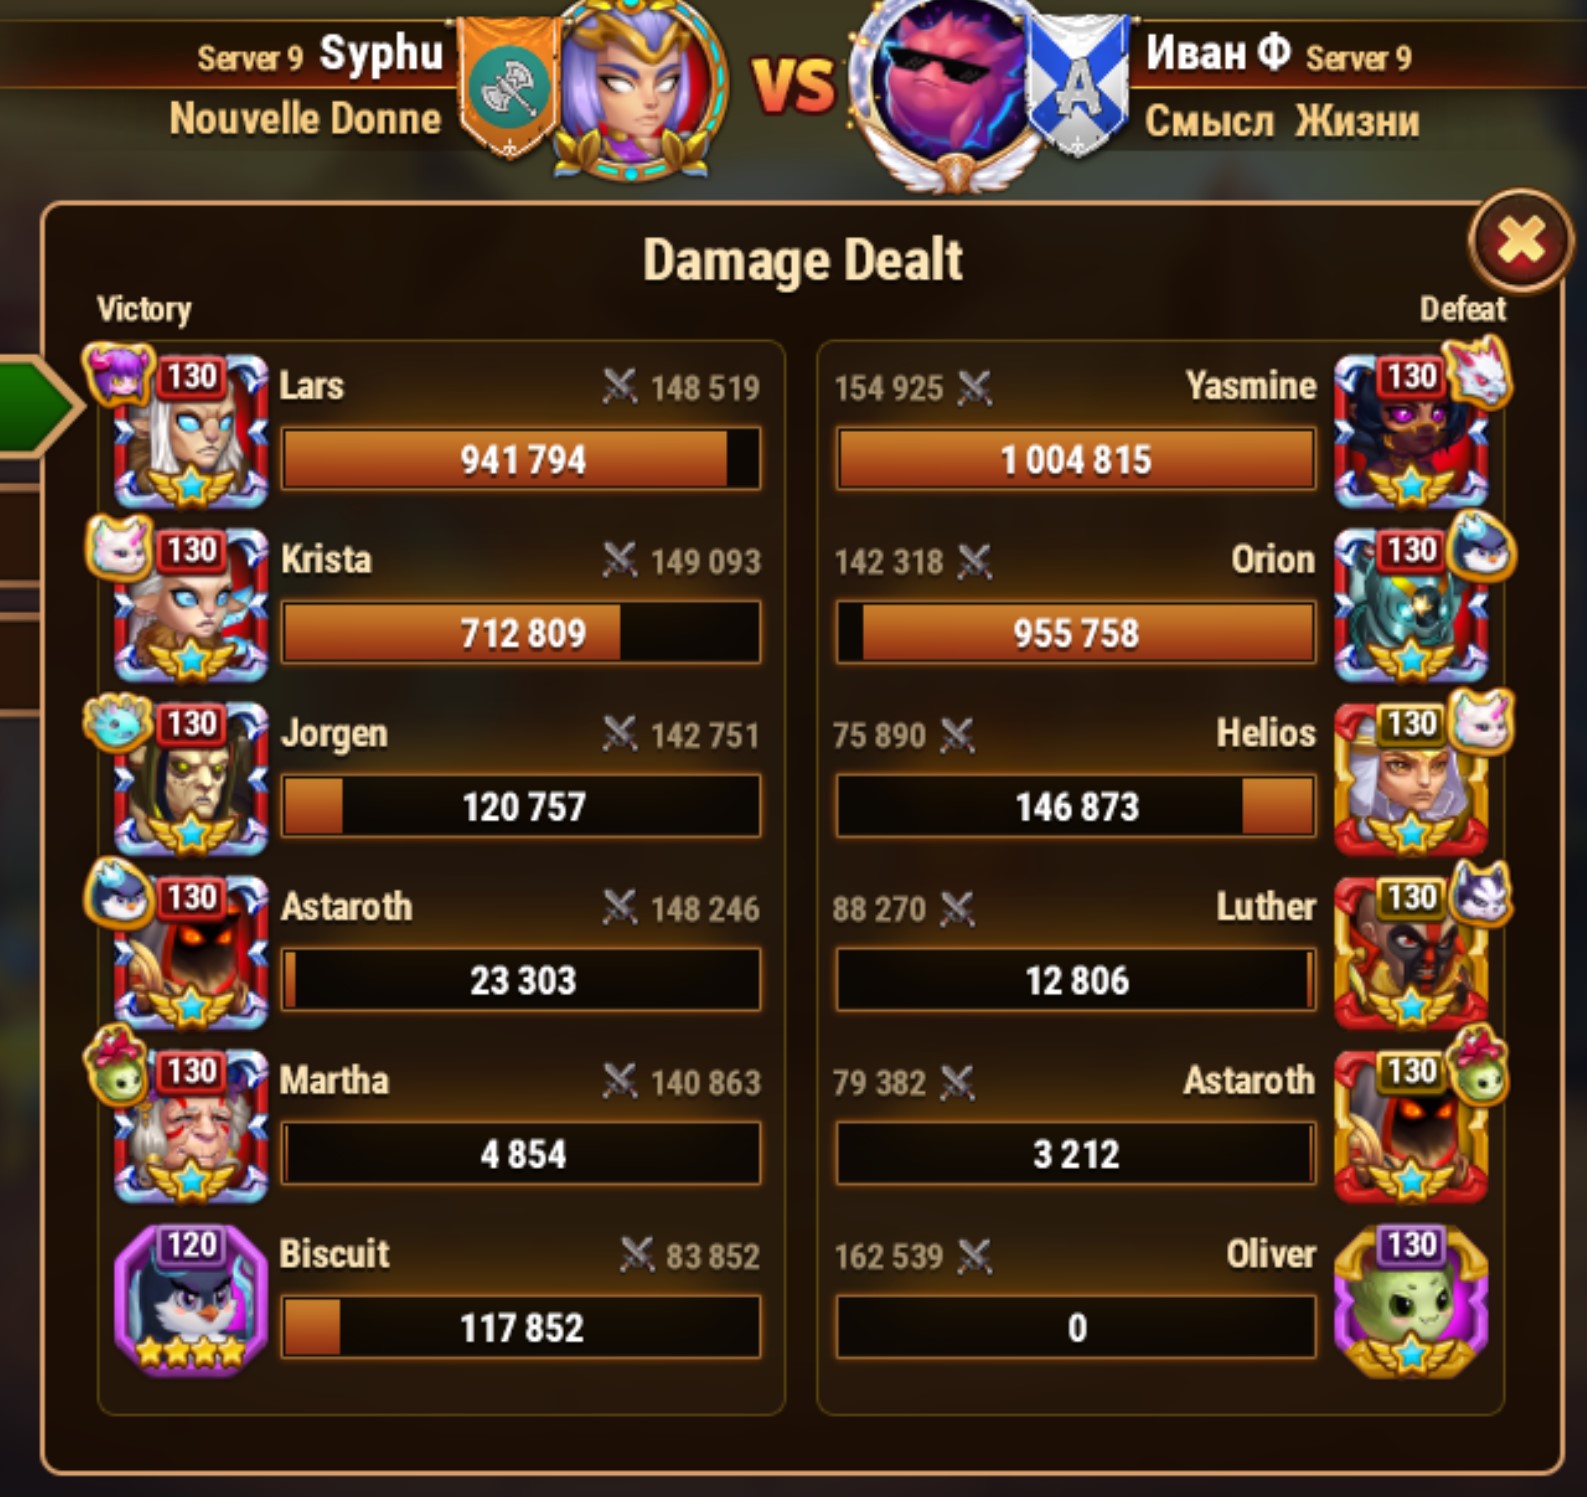 Server 9 Syphu
Nouvelle Donne
VS
Иван Ф Server 9
A
Смысл Жизни
Damage Dealt
Victory
Defeat
130 Lars 148 519
941 794
130 Krista 149 093
712 809
130 Jorgen 142 751
120 757
130 Astaroth 148 246
23 303
130 Martha 140 863
4 854
120 Biscuit 83 852
117 852
154 925 Yasmine 130
1 004 815
142 318 Orion 130
955 758
75 890 Helios 130
146 873
88 270 Luther 130
12 806
79 382 Astaroth 130
3 212
162 539 Oliver 130
0